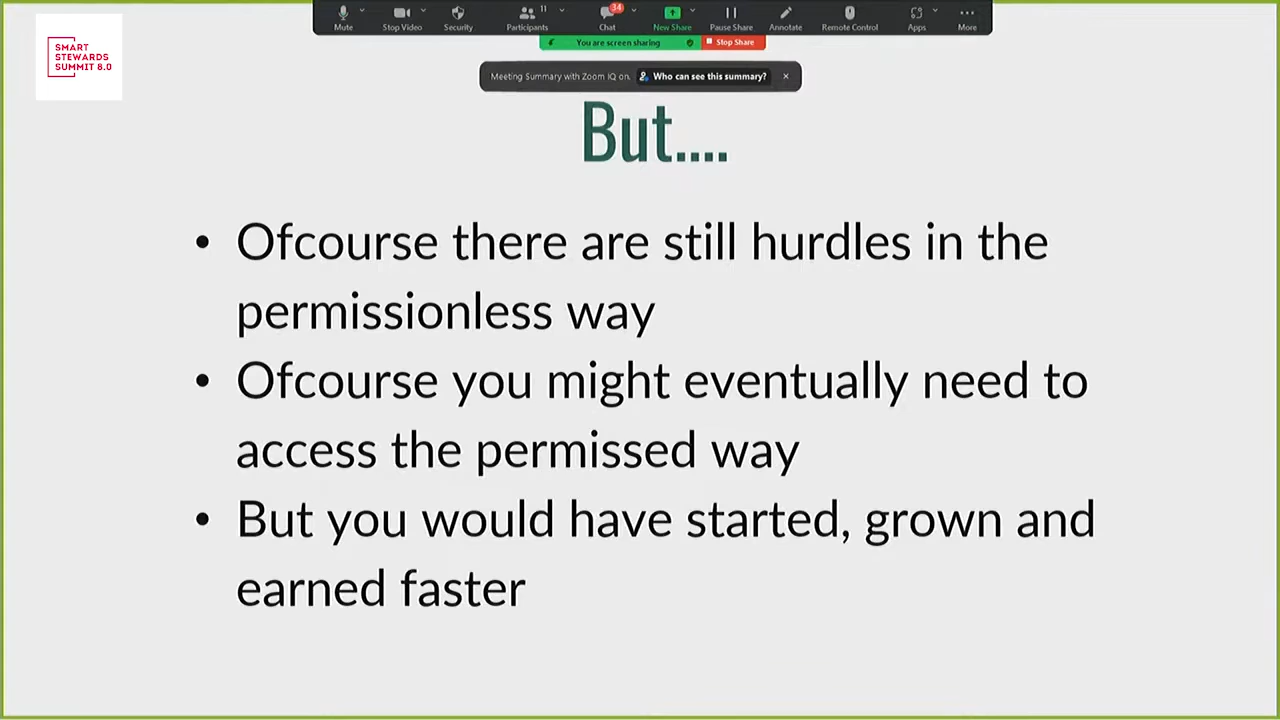 Mute
Stop Video
Security
Participants
11
Chat
34
New Share
Pause Share
Annotate
Remote Control
Apps
More
You are screen sharing
Stop Share
SMART
STEWARDS
SUMMIT 8.0
Meeting Summary with Zoom IQ on.
Who can see this summary?
But....
• Ofcourse there are still hurdles in the
permissionless way
• Ofcourse you might eventually need to
access the permissed way
• But you would have started, grown and
earned faster